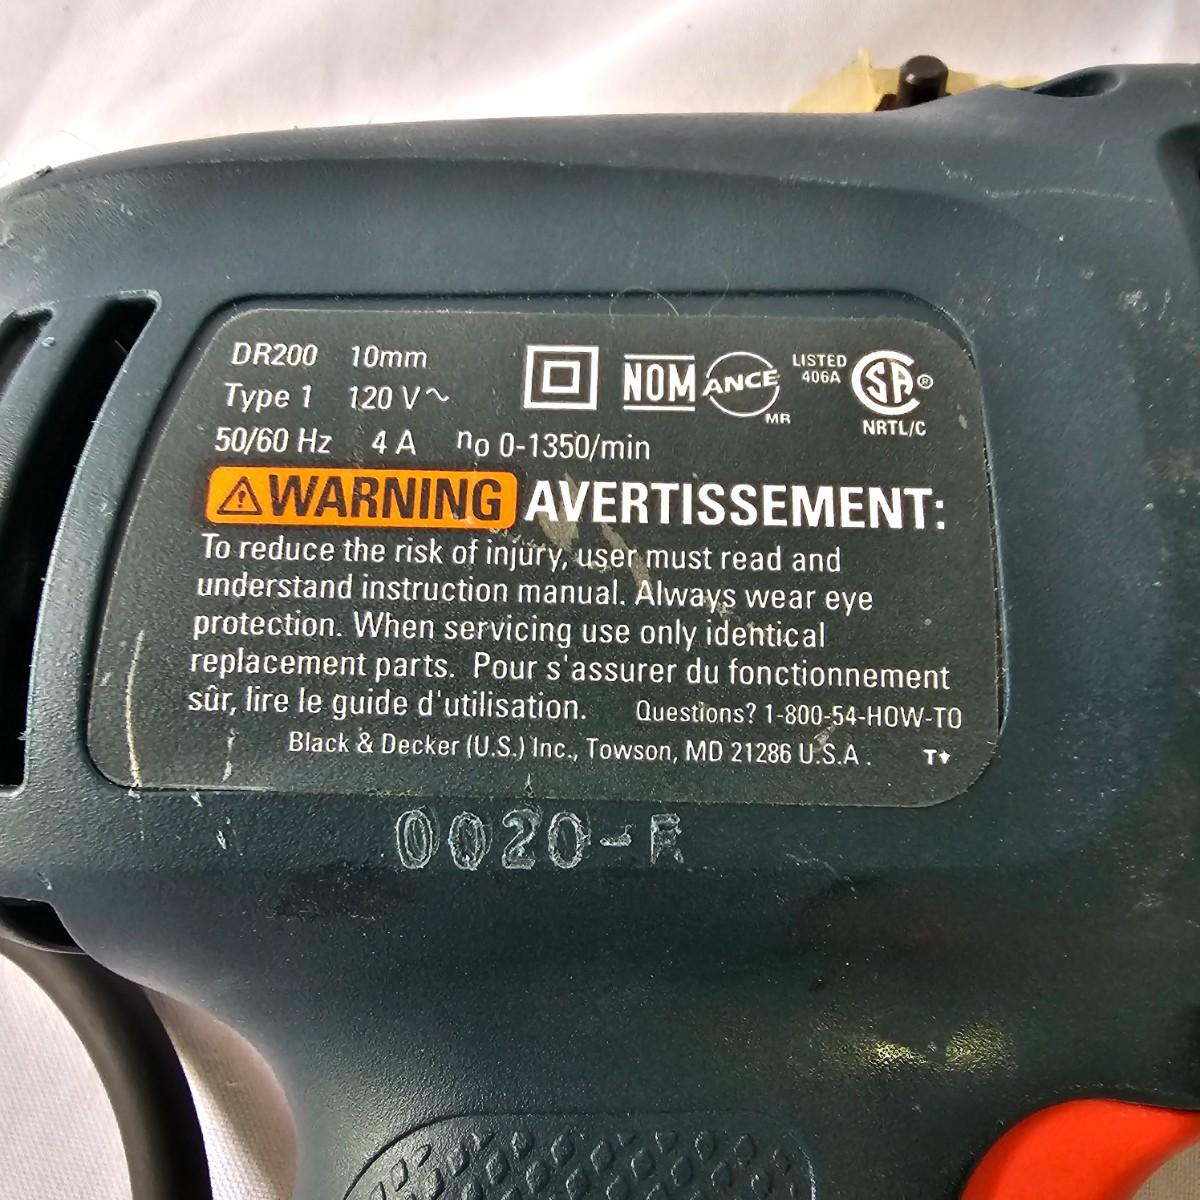 DR200 10mm
Type 1 120 V~
50/60 Hz 4 A no 0-1350/min
NOM ANCE MR
LISTED 406A
SA ® NRTL/C
WARNING AVERTISSEMENT:
To reduce the risk of injury, user must read and
understand instruction manual. Always wear eye
protection. When servicing use only identical
replacement parts. Pour s'assurer du fonctionnement
sûr, lire le guide d'utilisation. Questions? 1-800-54-HOW-TO
Black & Decker (U.S.) Inc., Towson, MD 21286 U.S.A.
0020-R